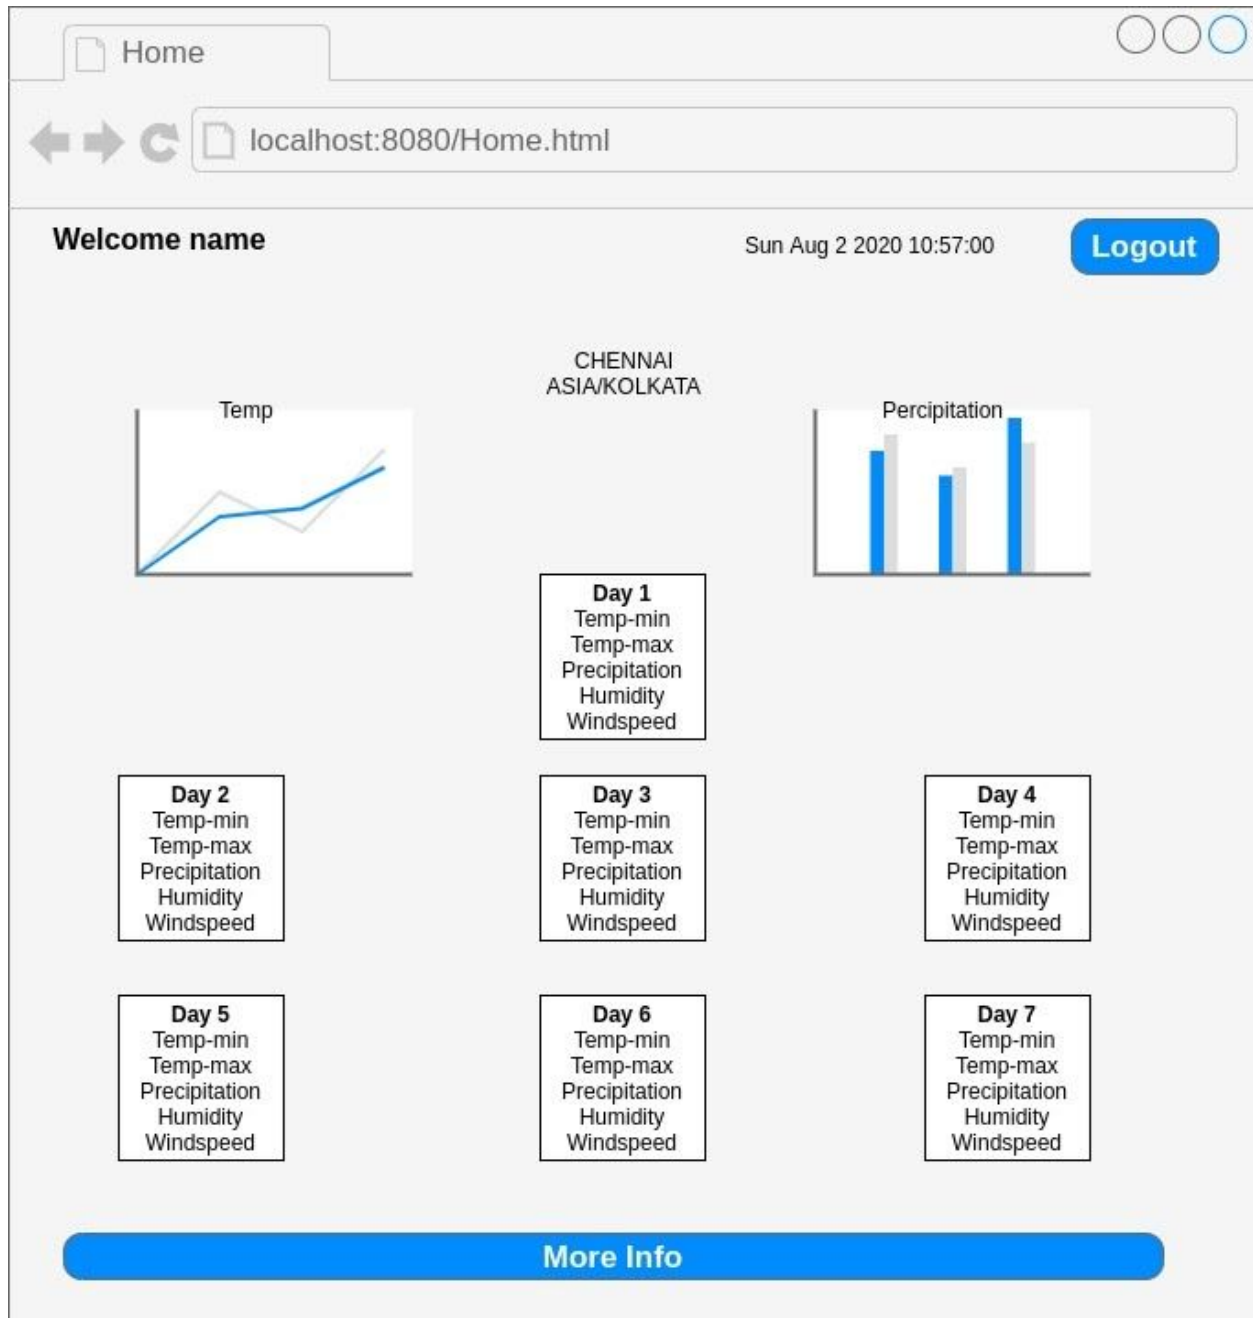 Home
localhost:8080/Home.html
Welcome name
Sun Aug 2 2020 10:57:00
Logout
CHENNAI
ASIA/KOLKATA
Temp
Percipitation
Day 1
Temp-min
Temp-max
Precipitation
Humidity
Windspeed
Day 2
Temp-min
Temp-max
Precipitation
Humidity
Windspeed
Day 3
Temp-min
Temp-max
Precipitation
Humidity
Windspeed
Day 4
Temp-min
Temp-max
Precipitation
Humidity
Windspeed
Day 5
Temp-min
Temp-max
Precipitation
Humidity
Windspeed
Day 6
Temp-min
Temp-max
Precipitation
Humidity
Windspeed
Day 7
Temp-min
Temp-max
Precipitation
Humidity
Windspeed
More Info